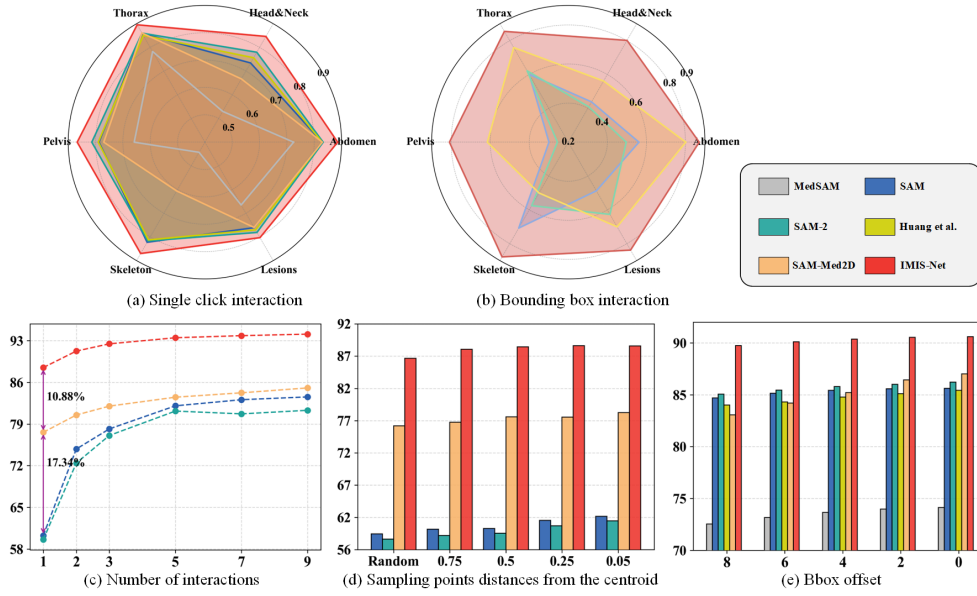 Thorax
Head&Neck
0.9
0.8
0.7
0.6
0.5
Pelvis
Abdomen
Skeleton
Lesions
(a) Single click interaction
Thorax
Head&Neck
0.9
0.8
0.6
0.4
0.2
Pelvis
Abdomen
Skeleton
Lesions
(b) Bounding box interaction
MedSAM
SAM
SAM-2
Huang et al.
SAM-Med2D
IMIS-Net
93
86
79
72
65
58
10.88%
17.34%
1 2 3 5 7 9
(c) Number of interactions
92
87
82
77
72
67
62
56
Random 0.75 0.5 0.25 0.05
(d) Sampling points distances from the centroid
90
85
80
75
70
8 6 4 2 0
(e) Bbox offset